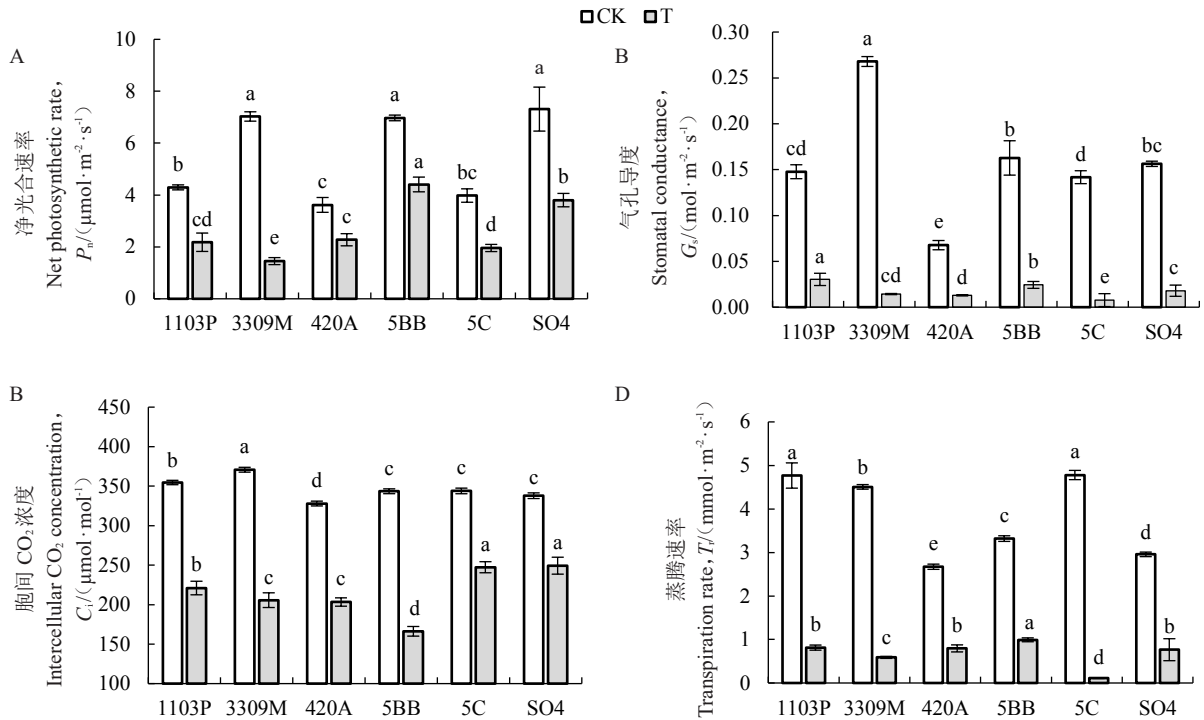 CK T
A
净光合速率
Net photosynthetic rate,
Pn/(μmol·m-2·s-1)
10
8
6
4
2
0
b
cd
a
e
c
c
a
a
bc
d
a
c
1103P 3309M 420A 5BB 5C SO4
B
气孔导度
Stomatal conductance,
Gs/(mol·m-2·s-1)
0.30
0.25
0.20
0.15
0.10
0.05
0.00
cd
a
a
cd
c
d
b
b
d
e
bc
c
1103P 3309M 420A 5BB 5C SO4
B
胞间 CO2 浓度
Intercellular CO2 concentration,
Ci/(μmol·mol-1)
450
400
350
300
250
200
150
100
b
b
a
c
d
c
c
d
c
a
c
a
1103P 3309M 420A 5BB 5C SO4
D
蒸腾速率
Transpiration rate, Tr/(mmol·m-2·s-1)
6
5
4
3
2
1
0
a
b
b
c
e
b
c
a
a
d
d
b
1103P 3309M 420A 5BB 5C SO4